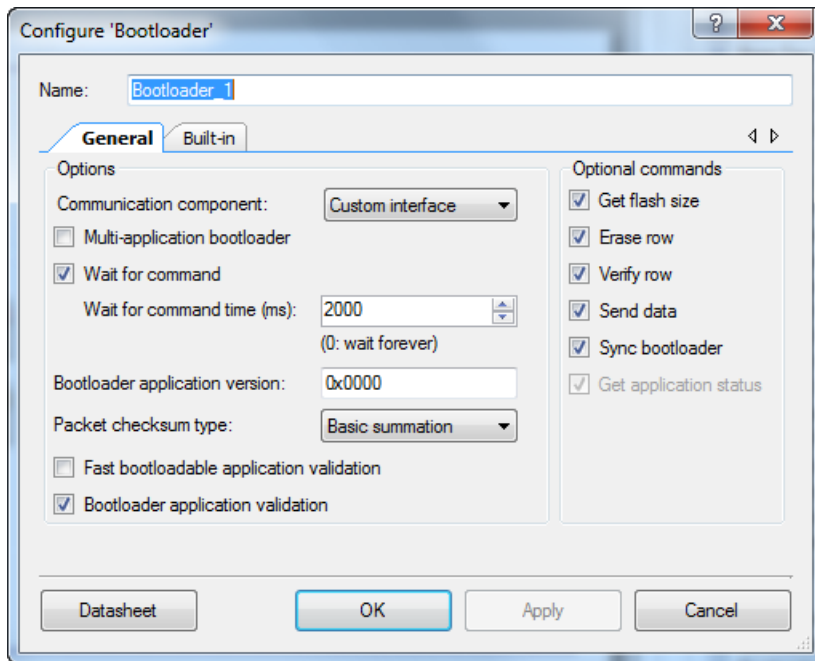 Configure 'Bootloader'
?
Name: Bootloader_1
General Built-in
Options
Communication component: Custom interface
Multi-application bootloader
Wait for command
Wait for command time (ms): 2000
(0: wait forever)
Bootloader application version: 0x0000
Packet checksum type: Basic summation
Fast bootloadable application validation
Bootloader application validation
Optional commands
Get flash size
Erase row
Verify row
Send data
Sync bootloader
Get application status
Datasheet OK Apply Cancel